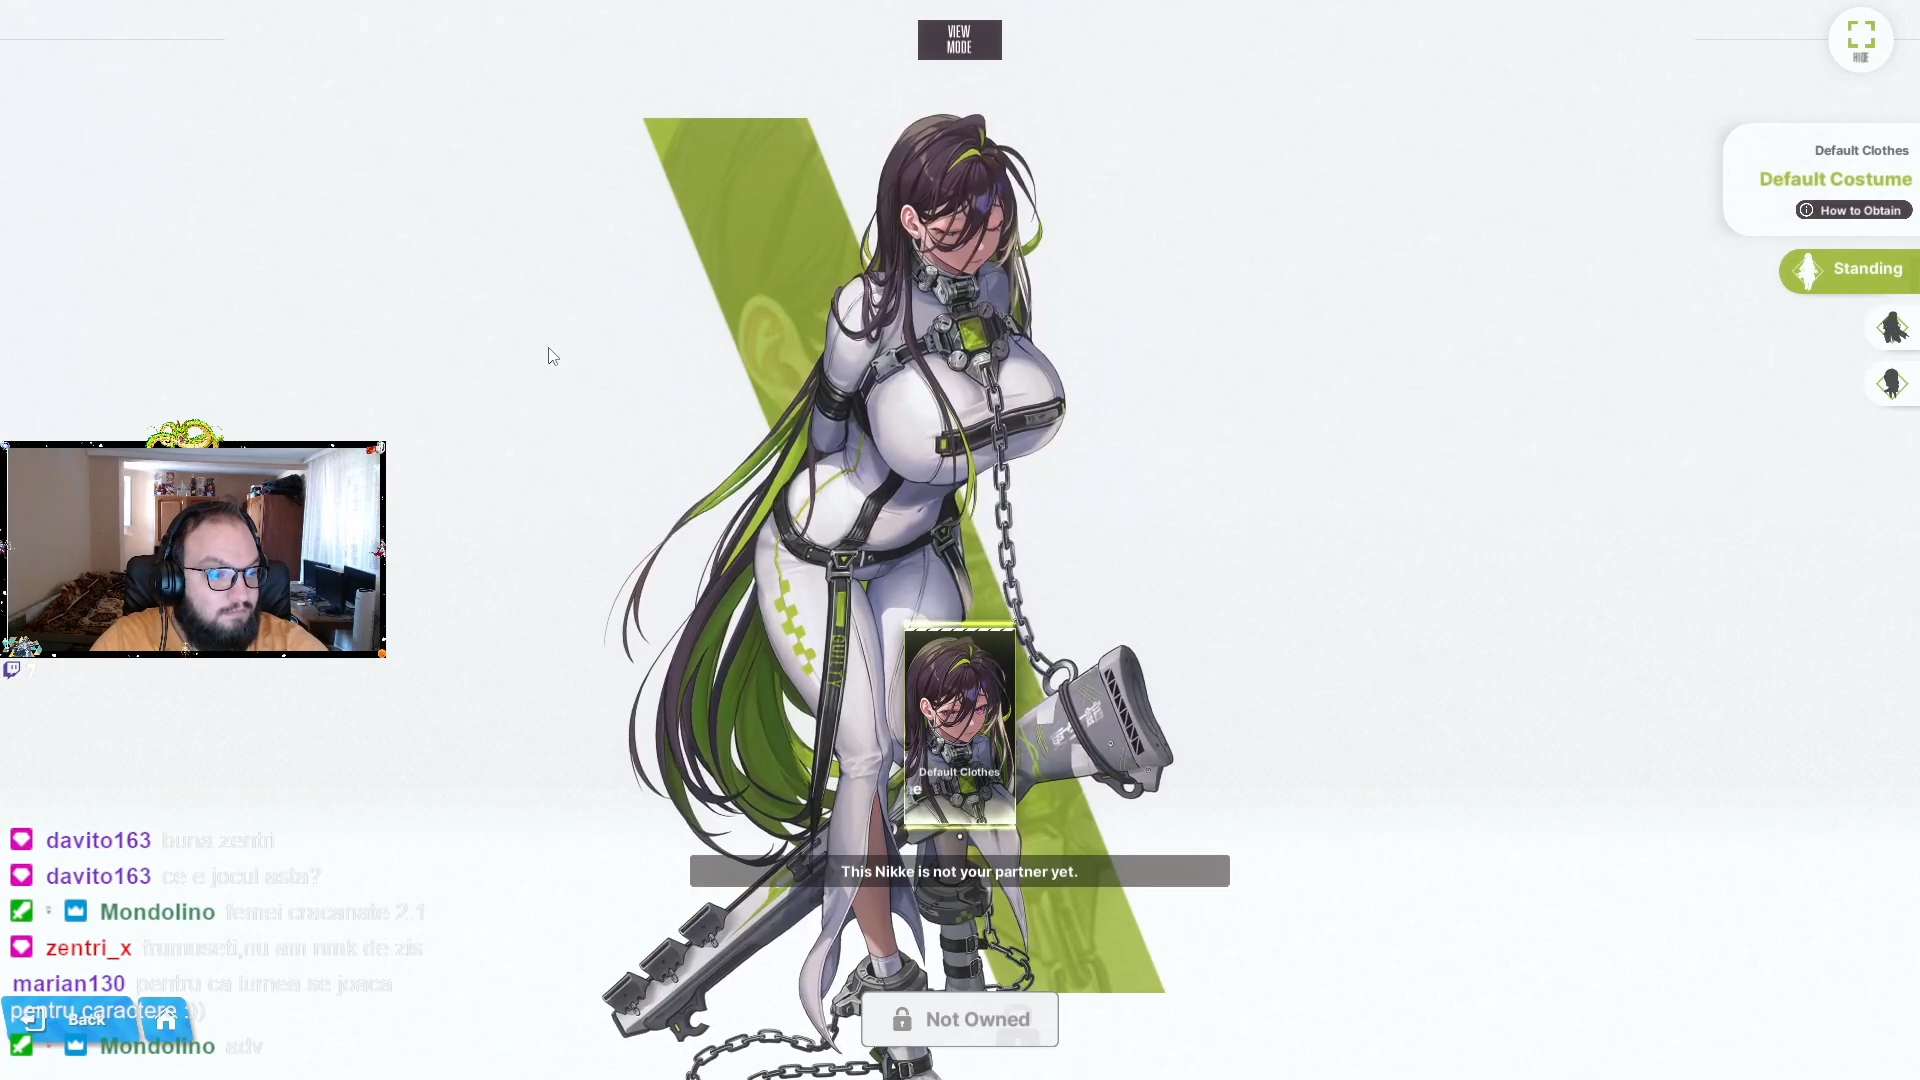 VIEW
MODE
HIDE
Default Clothes
Default Costume
How to Obtain
Standing
GUILTY
Default Clothes
This Nikke is not your partner yet.
Not Owned
davito163 buna zentri
davito163 ce e jocul asta?
Mondolino femei cracanate 2.1
zentri_x frumuseti,nu am nmk de zis
marian130 pentru ca lumea se joaca
pentru caractere :))
Back
Mondolino adv